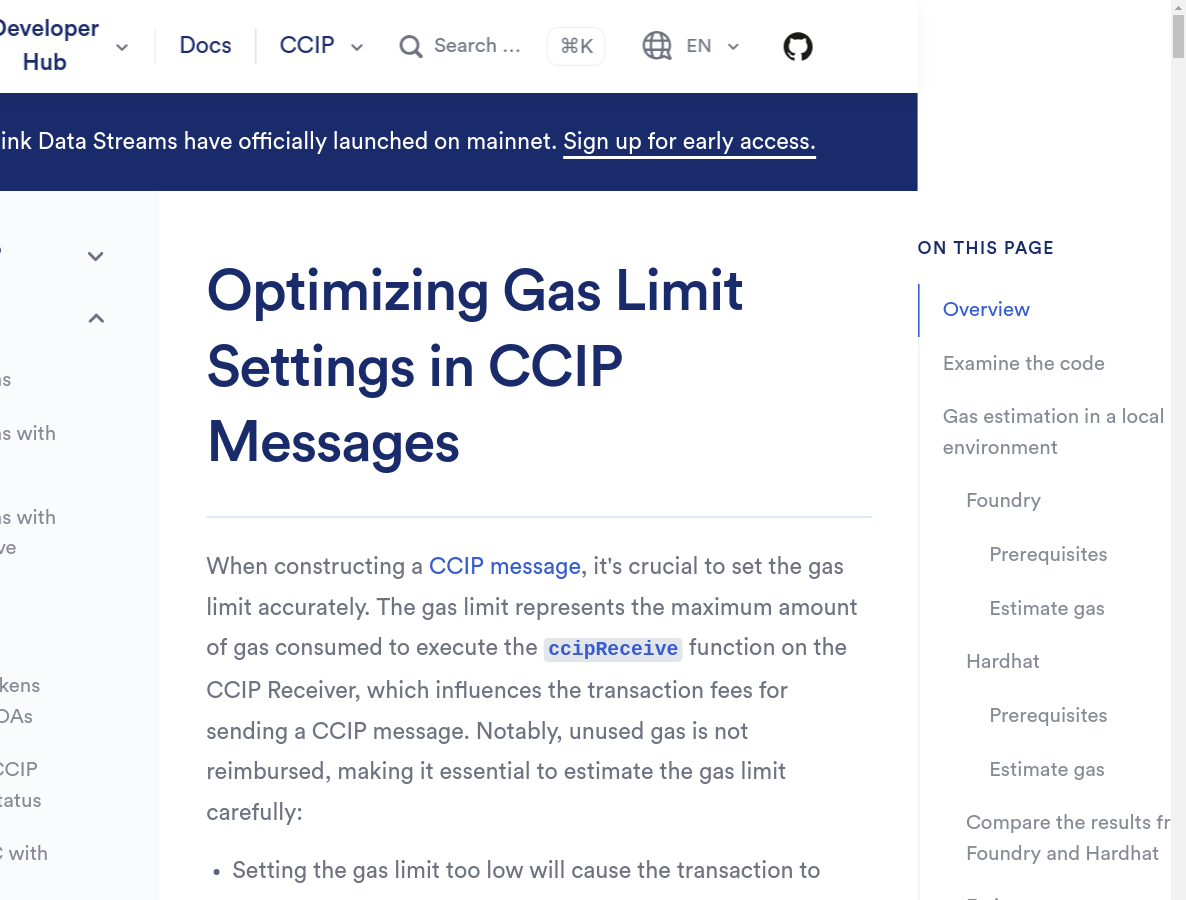 Developer
Hub
Docs
CCIP
Search ...
⌘K
EN
ink Data Streams have officially launched on mainnet. Sign up for early access.
with
with
CCIP
with
Optimizing Gas Limit
Settings in CCIP
Messages
When constructing a CCIP message, it's crucial to set the gas
limit accurately. The gas limit represents the maximum amount
of gas consumed to execute the ccipReceive function on the
CCIP Receiver, which influences the transaction fees for
sending a CCIP message. Notably, unused gas is not
reimbursed, making it essential to estimate the gas limit
carefully:
• Setting the gas limit too low will cause the transaction to
ON THIS PAGE
Overview
Examine the code
Gas estimation in a local
environment
Foundry
Prerequisites
Estimate gas
Hardhat
Prerequisites
Estimate gas
Compare the results fr
Foundry and Hardhat